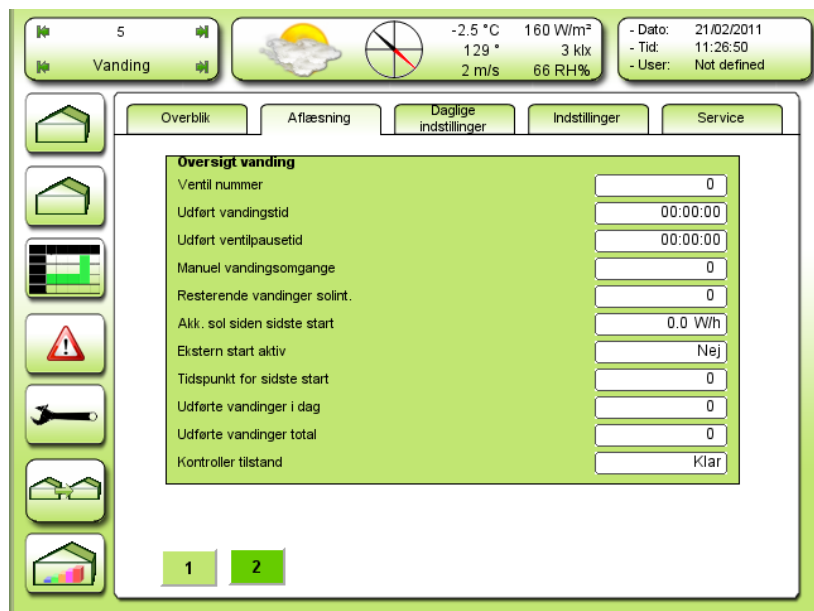 5
Vanding
-2.5 °C 160 W/m²
129 ° 3 klx
2 m/s 66 RH%
- Dato: 21/02/2011
- Tid: 11:26:50
- User: Not defined
Overblik Aflæsning Daglige indstillinger Indstillinger Service
Oversigt vanding
Ventil nummer 0
Udført vandingstid 00:00:00
Udført ventilpausetid 00:00:00
Manuel vandingsomgange 0
Resterende vandinger solint. 0
Akk. sol siden sidste start 0.0 W/h
Ekstern start aktiv Nej
Tidspunkt for sidste start 0
Udførte vandinger i dag 0
Udførte vandinger total 0
Kontroller tilstand Klar
1 2